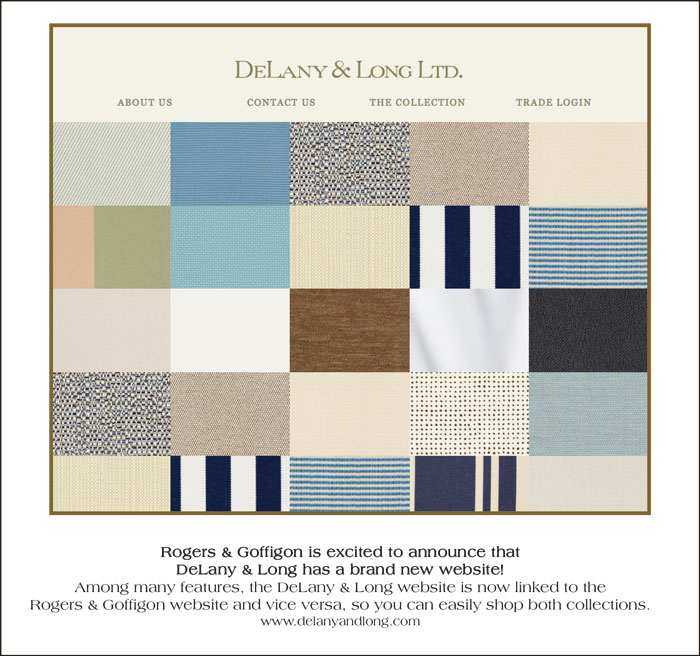 DeLany & Long Ltd.
ABOUT US CONTACT US THE COLLECTION TRADE LOGIN
Rogers & Goffigon is excited to announce that
DeLany & Long has a brand new website!
Among many features, the DeLany & Long website is now linked to the
Rogers & Goffigon website and vice versa, so you can easily shop both collections.
www.delanyandlong.com